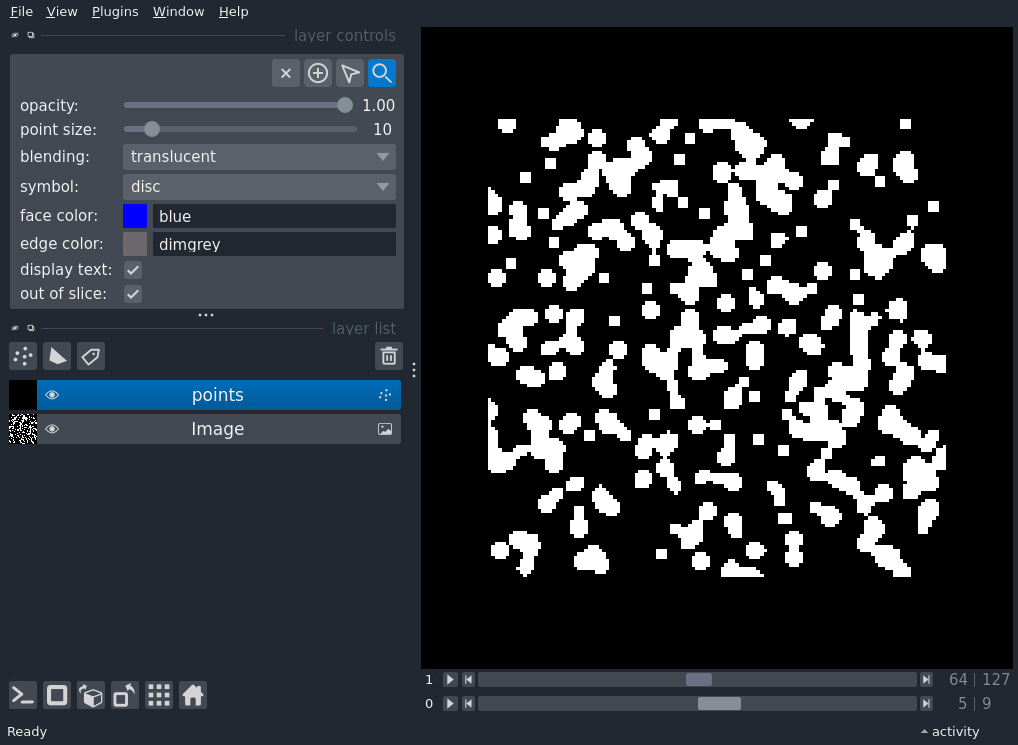 File View Plugins Window Help
layer controls
opacity: 1.00
point size: 10
blending: translucent
symbol: disc
face color: blue
edge color: dimgrey
display text:
out of slice:
layer list
points
Image
1 64 | 127
0 5 | 9
Ready activity